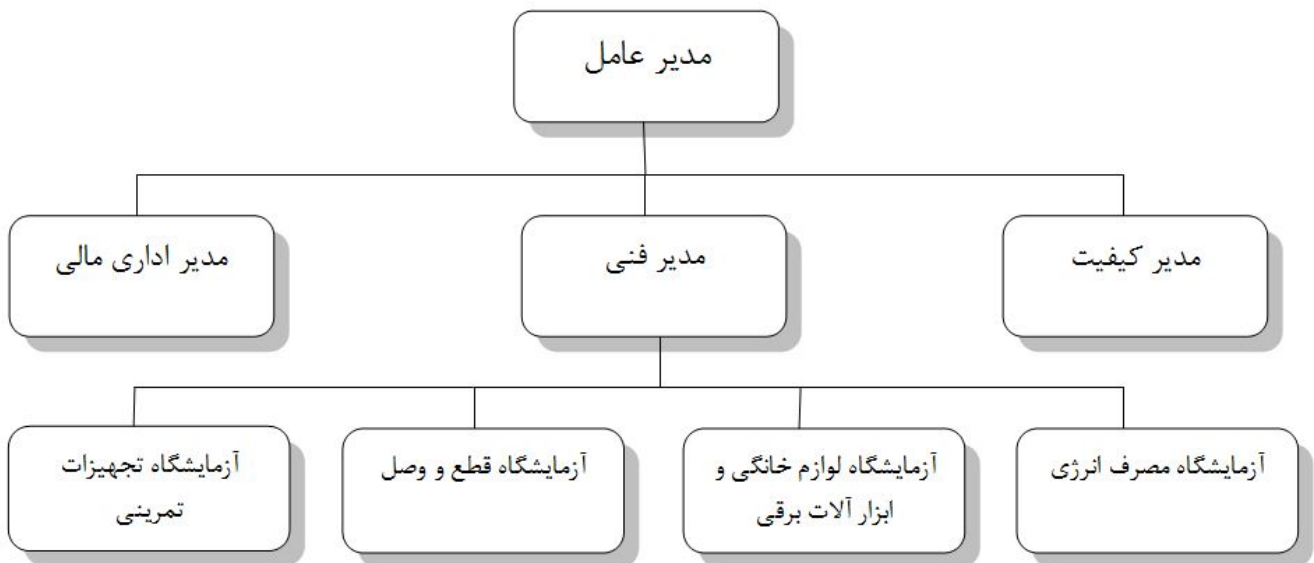 مدیر عامل
مدیر کیفیت
مدیر فنی
مدیر اداری مالی
آزمایشگاه مصرف انرژی
آزمایشگاه لوازم خانگی و
ابزار آلات برقی
آزمایشگاه قطع و وصل
آزمایشگاه تجهیزات
تمرینی